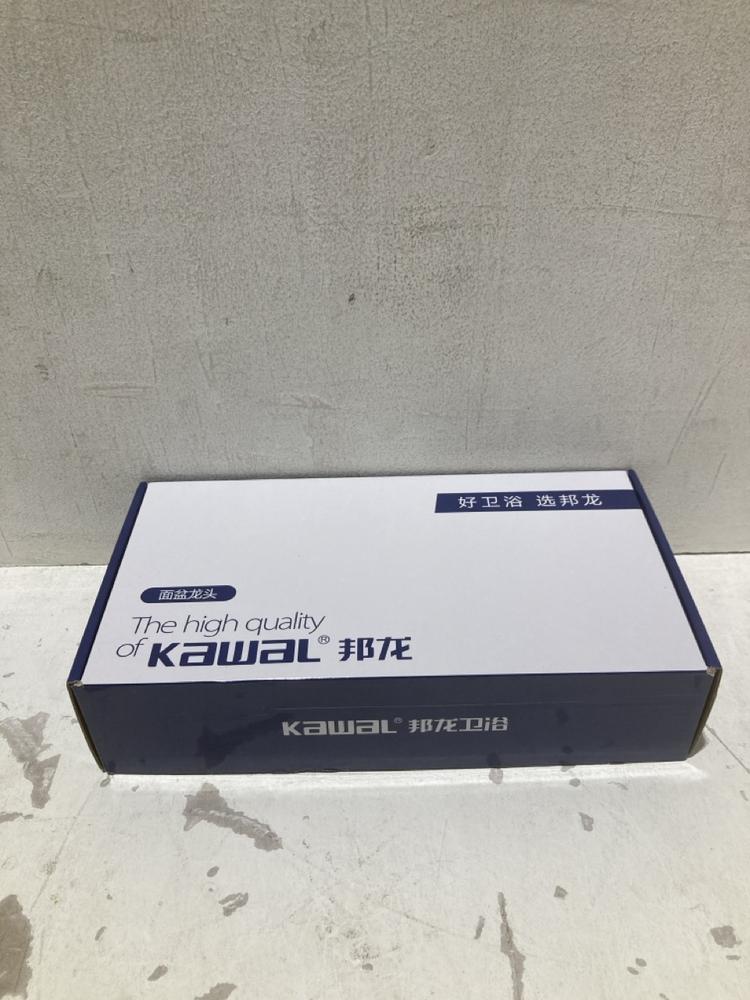 好卫浴 选邦龙
面盆龙头
The high quality
of Kawal® 邦龙
Kawal® 邦龙卫浴